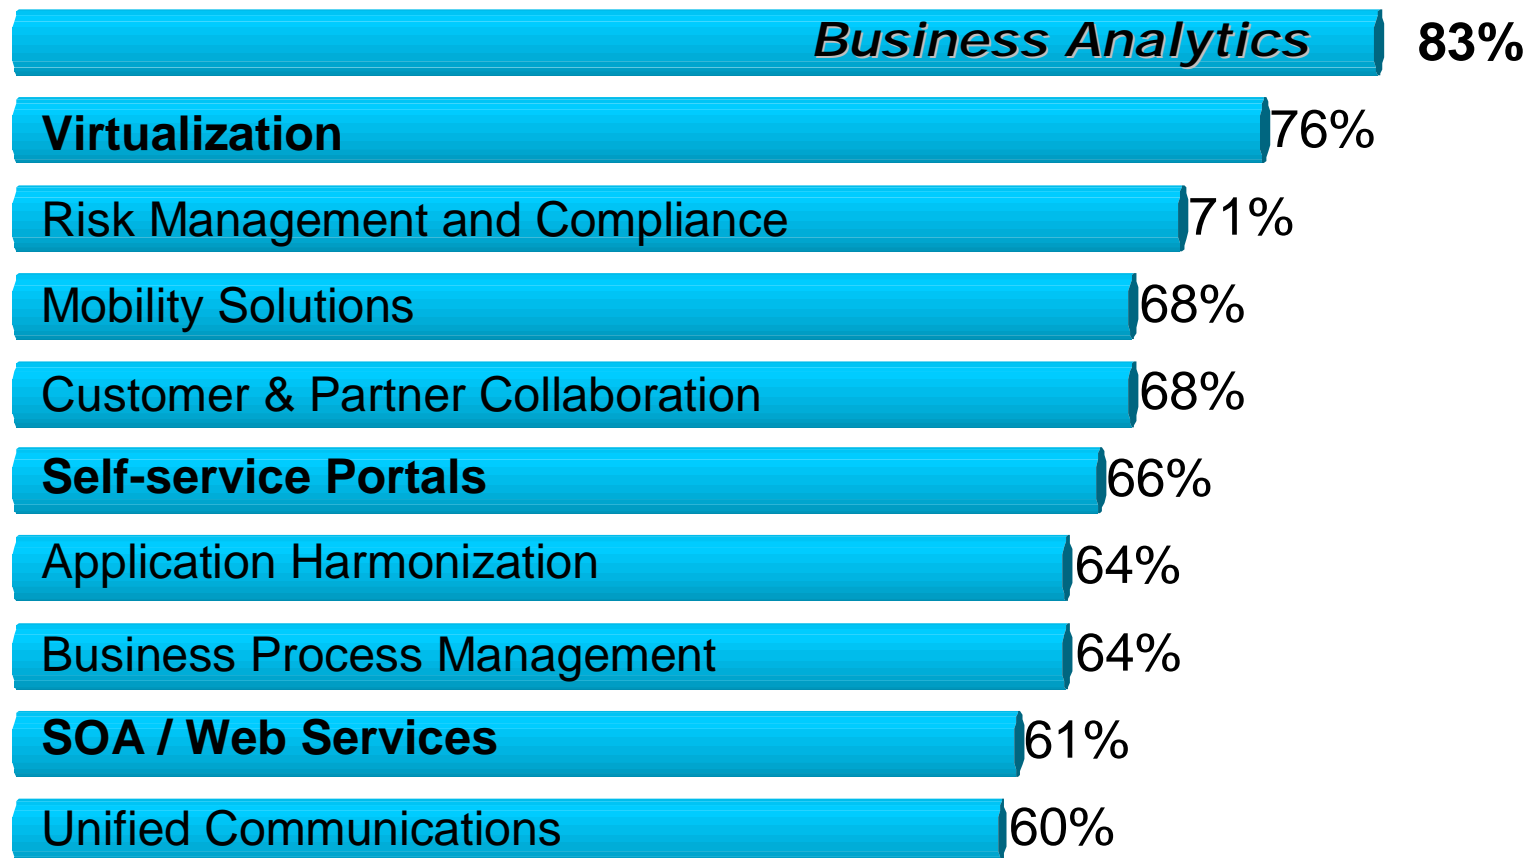 Business Analytics 83%
Virtualization 76%
Risk Management and Compliance 71%
Mobility Solutions 68%
Customer & Partner Collaboration 68%
Self-service Portals 66%
Application Harmonization 64%
Business Process Management 64%
SOA / Web Services 61%
Unified Communications 60%